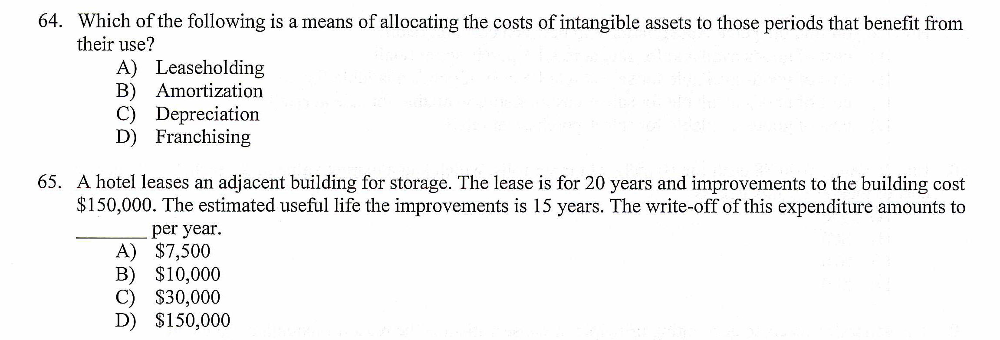 64. Which of the following is a means of allocating the costs of intangible assets to those periods that benefit from
their use?
A) Leaseholding
B) Amortization
C) Depreciation
D) Franchising
65. A hotel leases an adjacent building for storage. The lease is for 20 years and improvements to the building cost
$150,000. The estimated useful life the improvements is 15 years. The write-off of this expenditure amounts to
_______ per year.
A) $7,500
B) $10,000
C) $30,000
D) $150,000